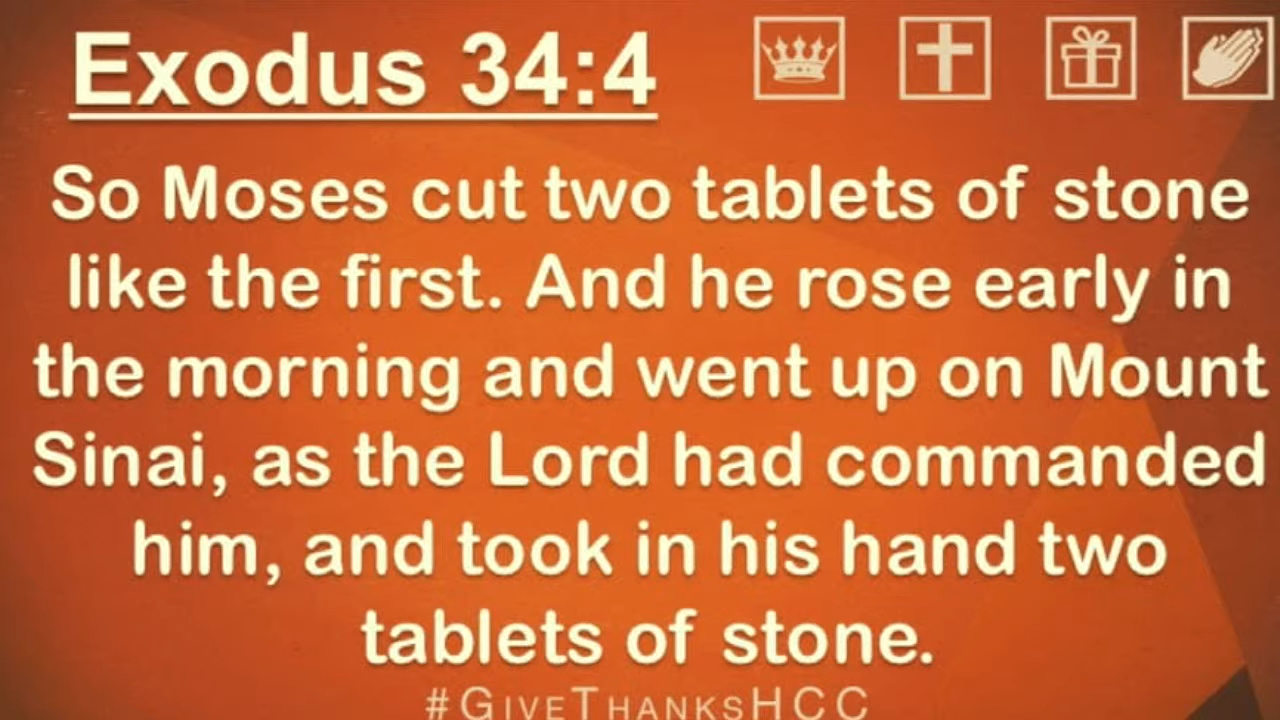 Exodus 34:4
So Moses cut two tablets of stone
like the first. And he rose early in
the morning and went up on Mount
Sinai, as the Lord had commanded
him, and took in his hand two
tablets of stone.
#GiveThanksHCC